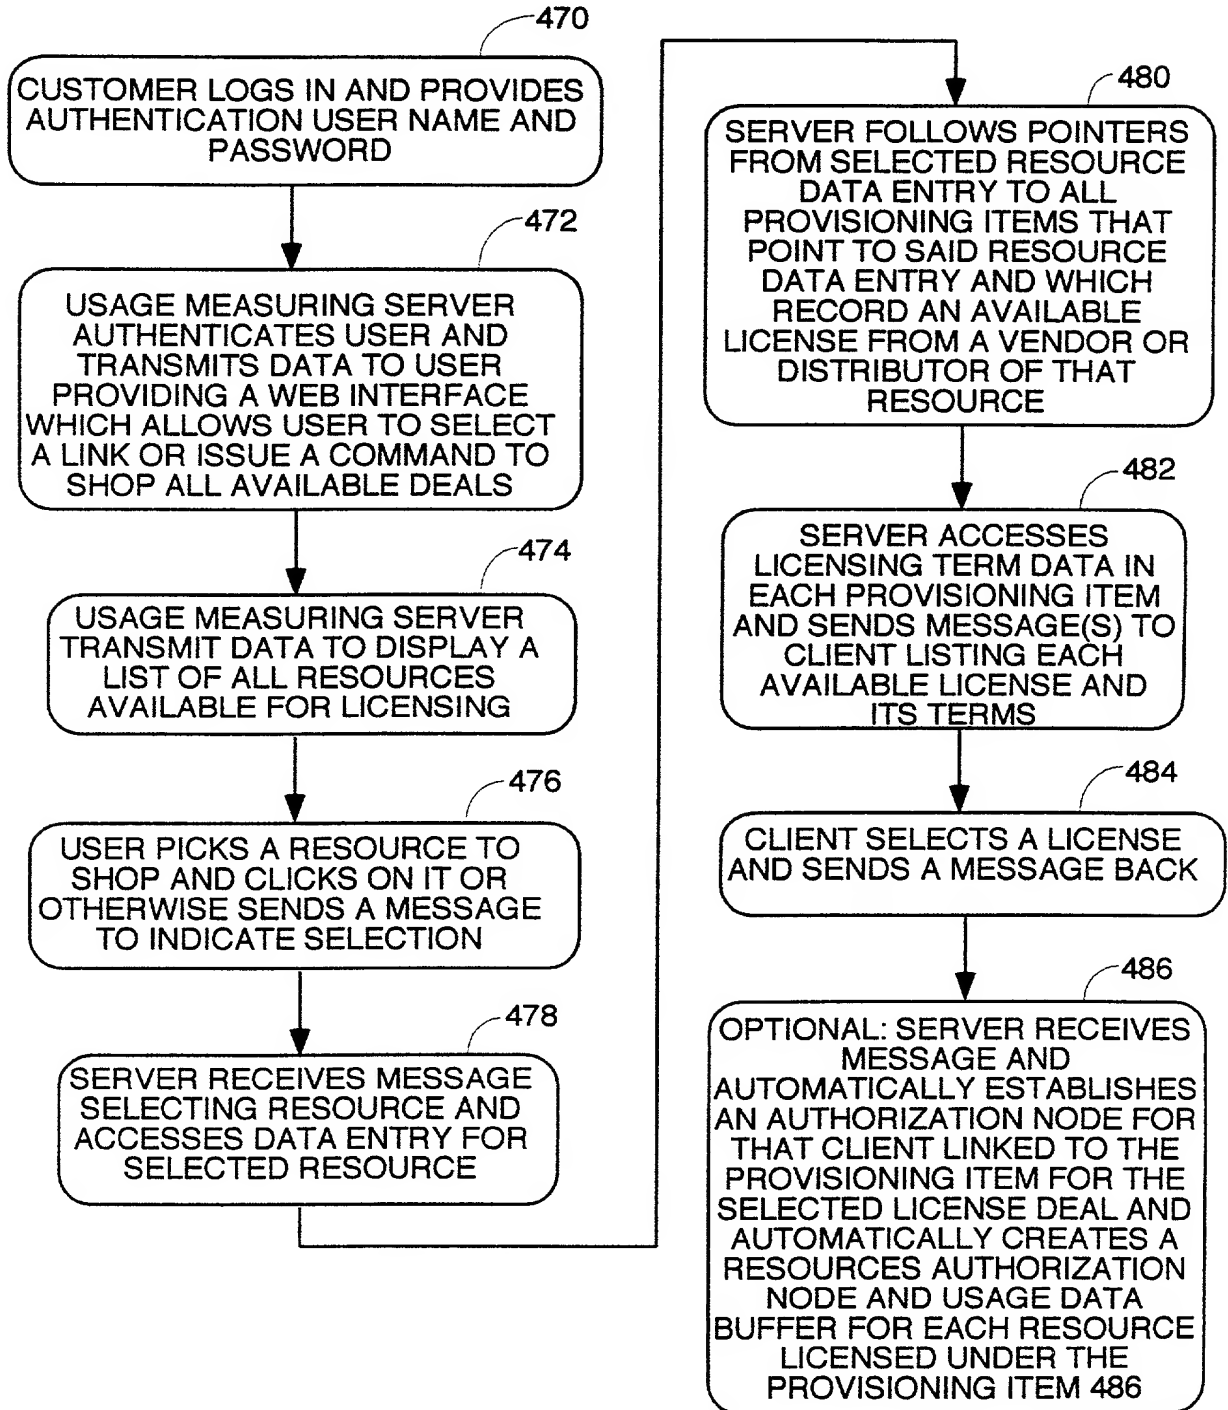 470
CUSTOMER LOGS IN AND PROVIDES
AUTHENTICATION USER NAME AND
PASSWORD
472
USAGE MEASURING SERVER
AUTHENTICATES USER AND
TRANSMITS DATA TO USER
PROVIDING A WEB INTERFACE
WHICH ALLOWS USER TO SELECT
A LINK OR ISSUE A COMMAND TO
SHOP ALL AVAILABLE DEALS
474
USAGE MEASURING SERVER
TRANSMIT DATA TO DISPLAY A
LIST OF ALL RESOURCES
AVAILABLE FOR LICENSING
476
USER PICKS A RESOURCE TO
SHOP AND CLICKS ON IT OR
OTHERWISE SENDS A MESSAGE
TO INDICATE SELECTION
478
SERVER RECEIVES MESSAGE
SELECTING RESOURCE AND
ACCESSES DATA ENTRY FOR
SELECTED RESOURCE
480
SERVER FOLLOWS POINTERS
FROM SELECTED RESOURCE
DATA ENTRY TO ALL
PROVISIONING ITEMS THAT
POINT TO SAID RESOURCE
DATA ENTRY AND WHICH
RECORD AN AVAILABLE
LICENSE FROM A VENDOR OR
DISTRIBUTOR OF THAT
RESOURCE
482
SERVER ACCESSES
LICENSING TERM DATA IN
EACH PROVISIONING ITEM
AND SENDS MESSAGE(S) TO
CLIENT LISTING EACH
AVAILABLE LICENSE AND
ITS TERMS
484
CLIENT SELECTS A LICENSE
AND SENDS A MESSAGE BACK
486
OPTIONAL: SERVER RECEIVES
MESSAGE AND
AUTOMATICALLY ESTABLISHES
AN AUTHORIZATION NODE FOR
THAT CLIENT LINKED TO THE
PROVISIONING ITEM FOR THE
SELECTED LICENSE DEAL AND
AUTOMATICALLY CREATES A
RESOURCES AUTHORIZATION
NODE AND USAGE DATA
BUFFER FOR EACH RESOURCE
LICENSED UNDER THE
PROVISIONING ITEM 486